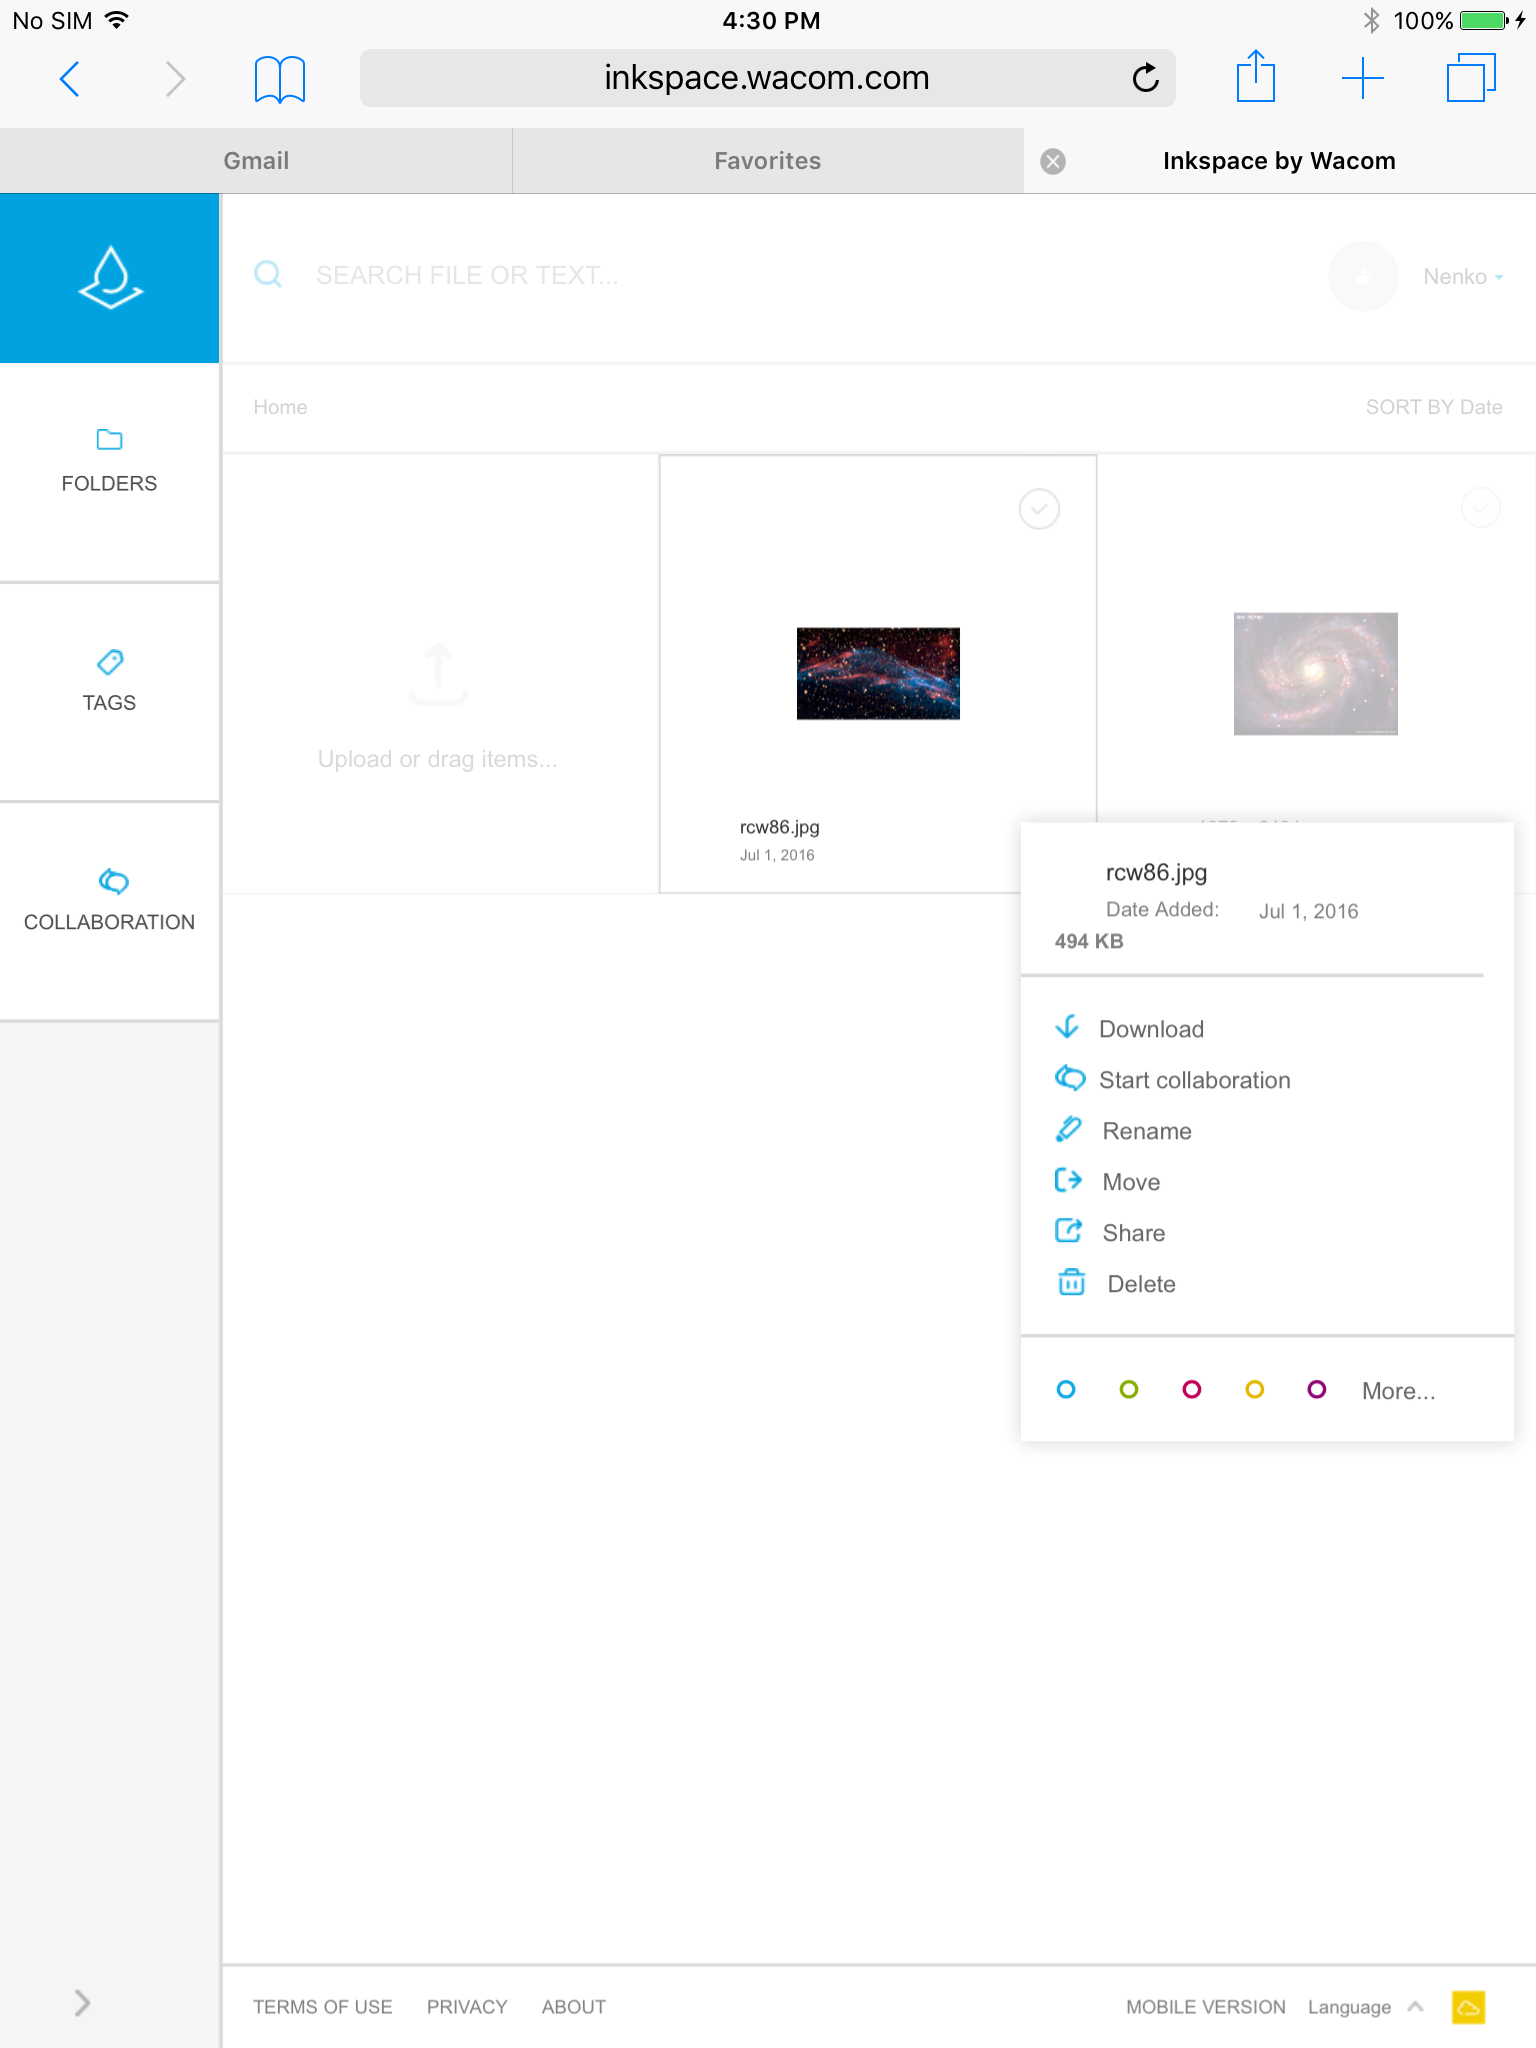 No SIM 4:30 PM 100%
inkspace.wacom.com
Gmail Favorites Inkspace by Wacom
SEARCH FILE OR TEXT... Nenko
Home SORT BY Date
FOLDERS
TAGS
COLLABORATION
Upload or drag items...
rcw86.jpg
Jul 1, 2016
rcw86.jpg
Date Added: Jul 1, 2016
494 KB
Download
Start collaboration
Rename
Move
Share
Delete
More...
TERMS OF USE PRIVACY ABOUT MOBILE VERSION Language